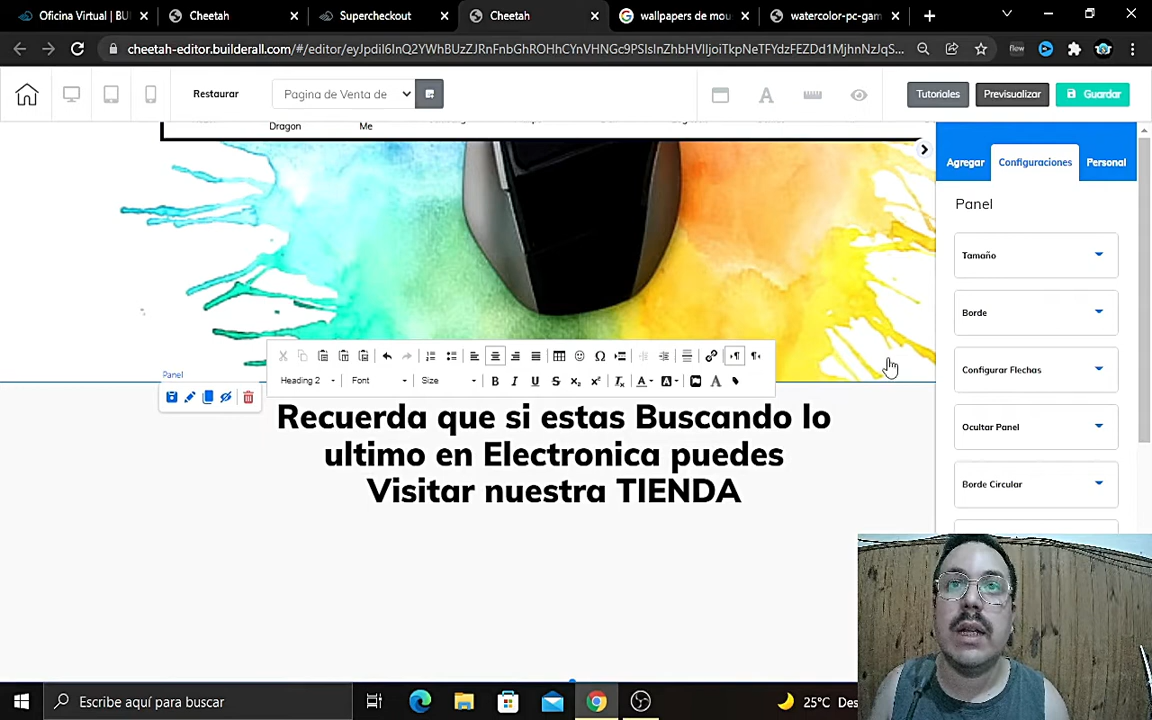 Oficina Virtual | BU
Cheetah
Supercheckout
Cheetah
wallpapers de mou
watercolor-pc-gam
cheetah-editor.builderall.com/#/editor/eyJpdiI6InQ2YWhBUzZJRnFnbGhROHhCYnVHNGc9PSIsInZhbHVlIjoiTkpNeTFYdzFEZDd1MjhnNzJqS...
flow
Restaurar
Pagina de Venta de
Tutoriales
Previsualizar
Guardar
Dragon
Me
Agregar
Configuraciones
Personal
Panel
Tamaño
Borde
Configurar Flechas
Ocultar Panel
Borde Circular
Panel
Heading 2
Font
Size
Recuerda que si estas Buscando lo
ultimo en Electronica puedes
Visitar nuestra TIENDA
Escribe aquí para buscar
25°C